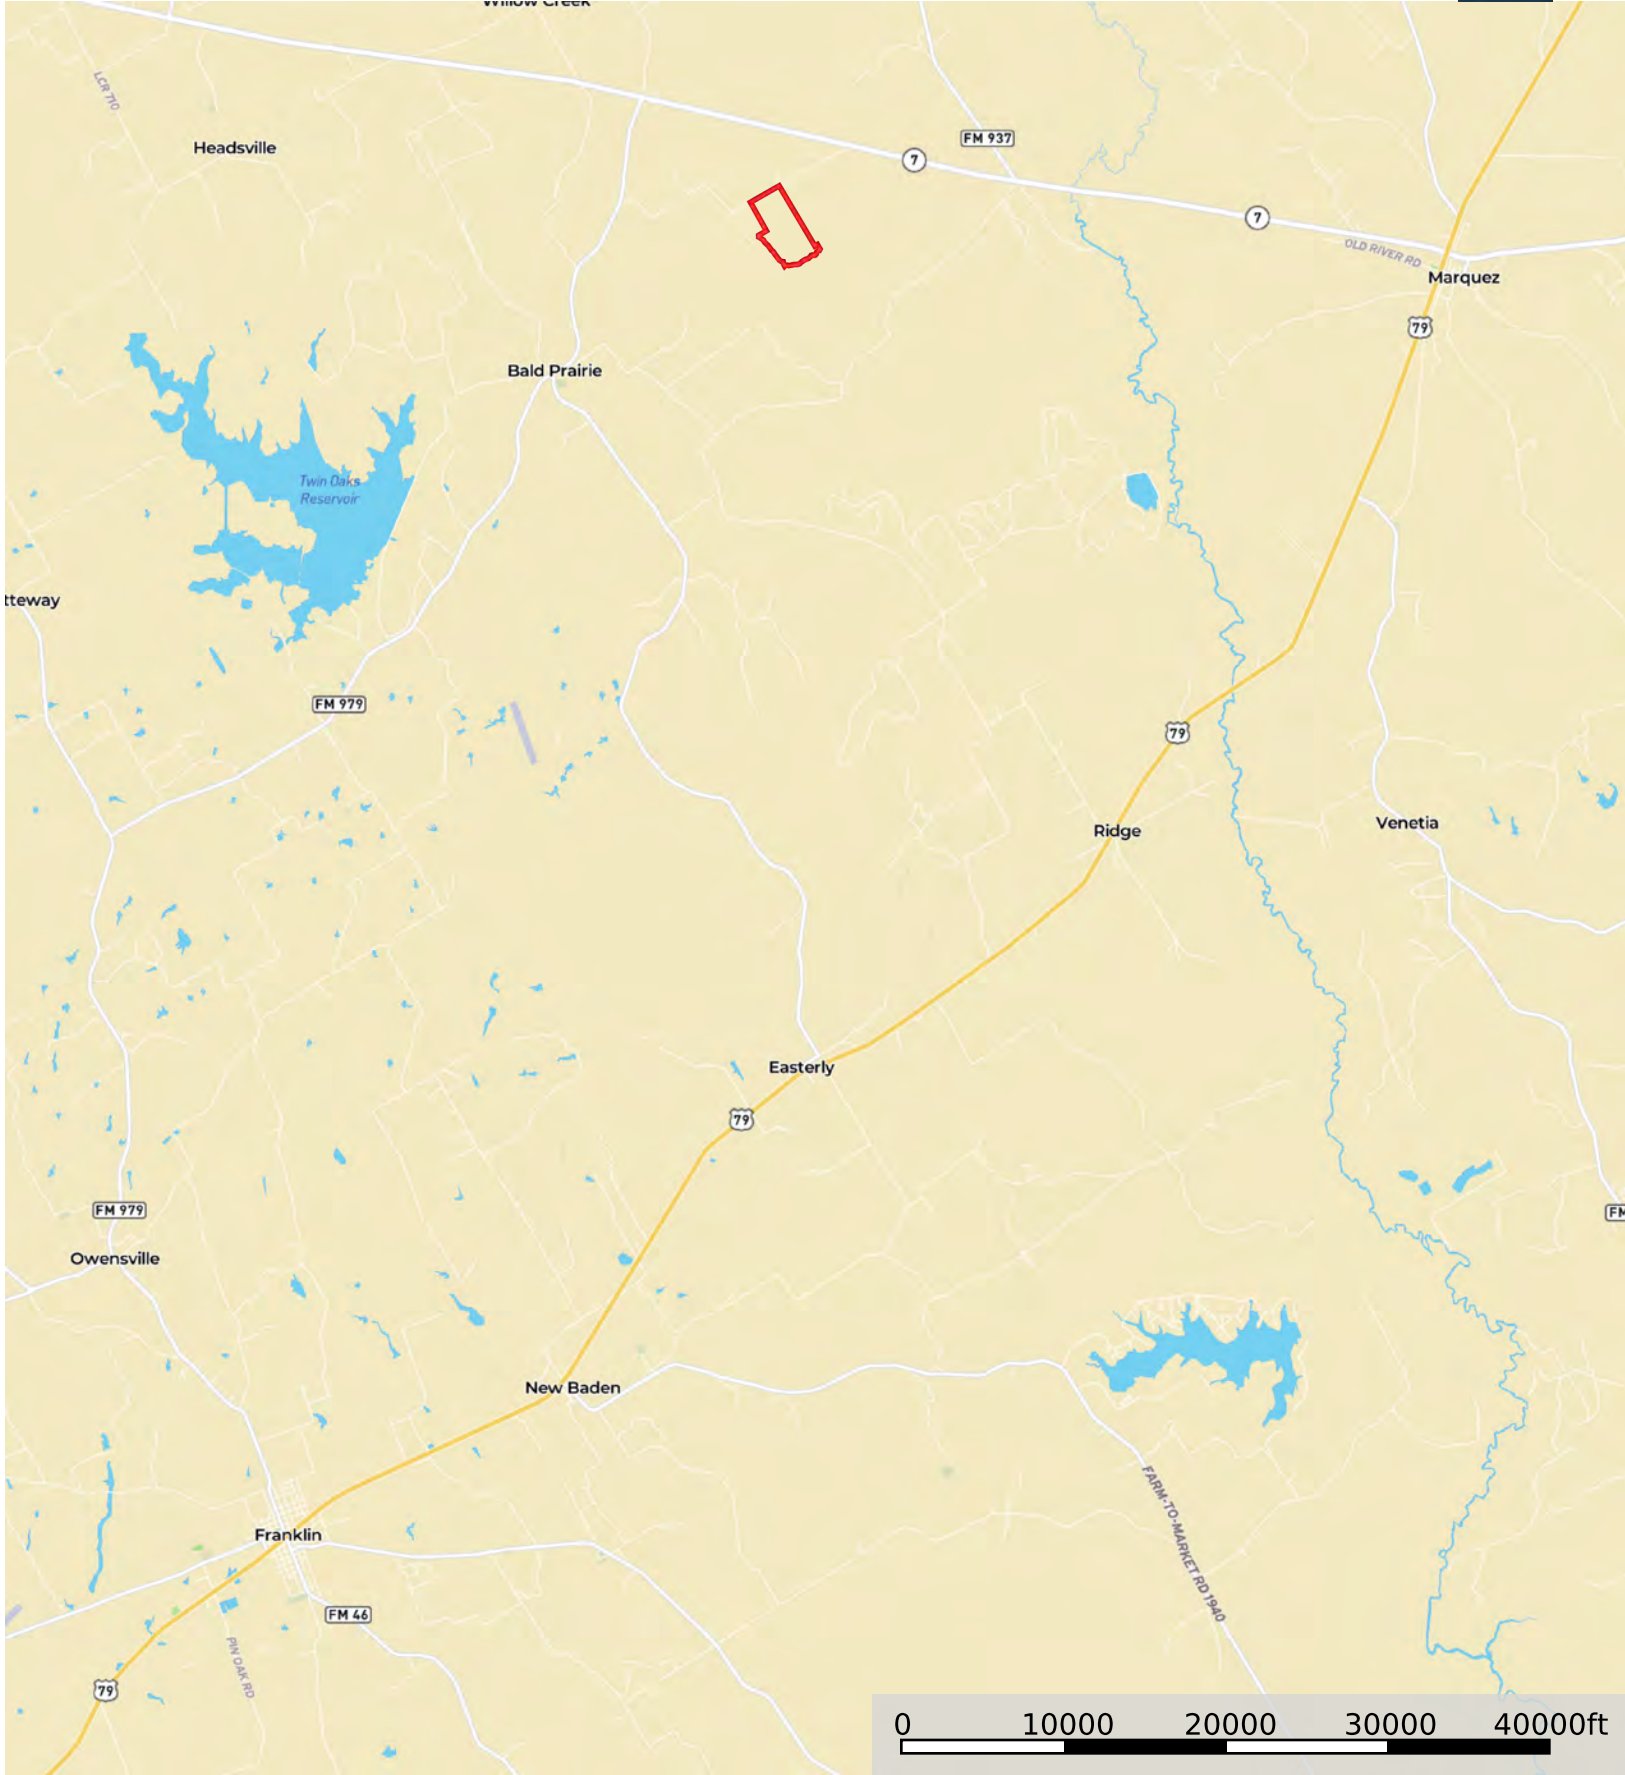 Willow Creek
LCR 710
Headsville
FM 937
7
7
OLD RIVER RD
Marquez
79
Bald Prairie
Twin Oaks
Reservoir
tteway
FM 979
79
Ridge
Venetia
Easterly
79
FM 979
FM
Owensville
New Baden
FARM-TO-MARKET RD 1940
Franklin
FM 46
PIN OAK RD
79
0 10000 20000 30000 40000ft